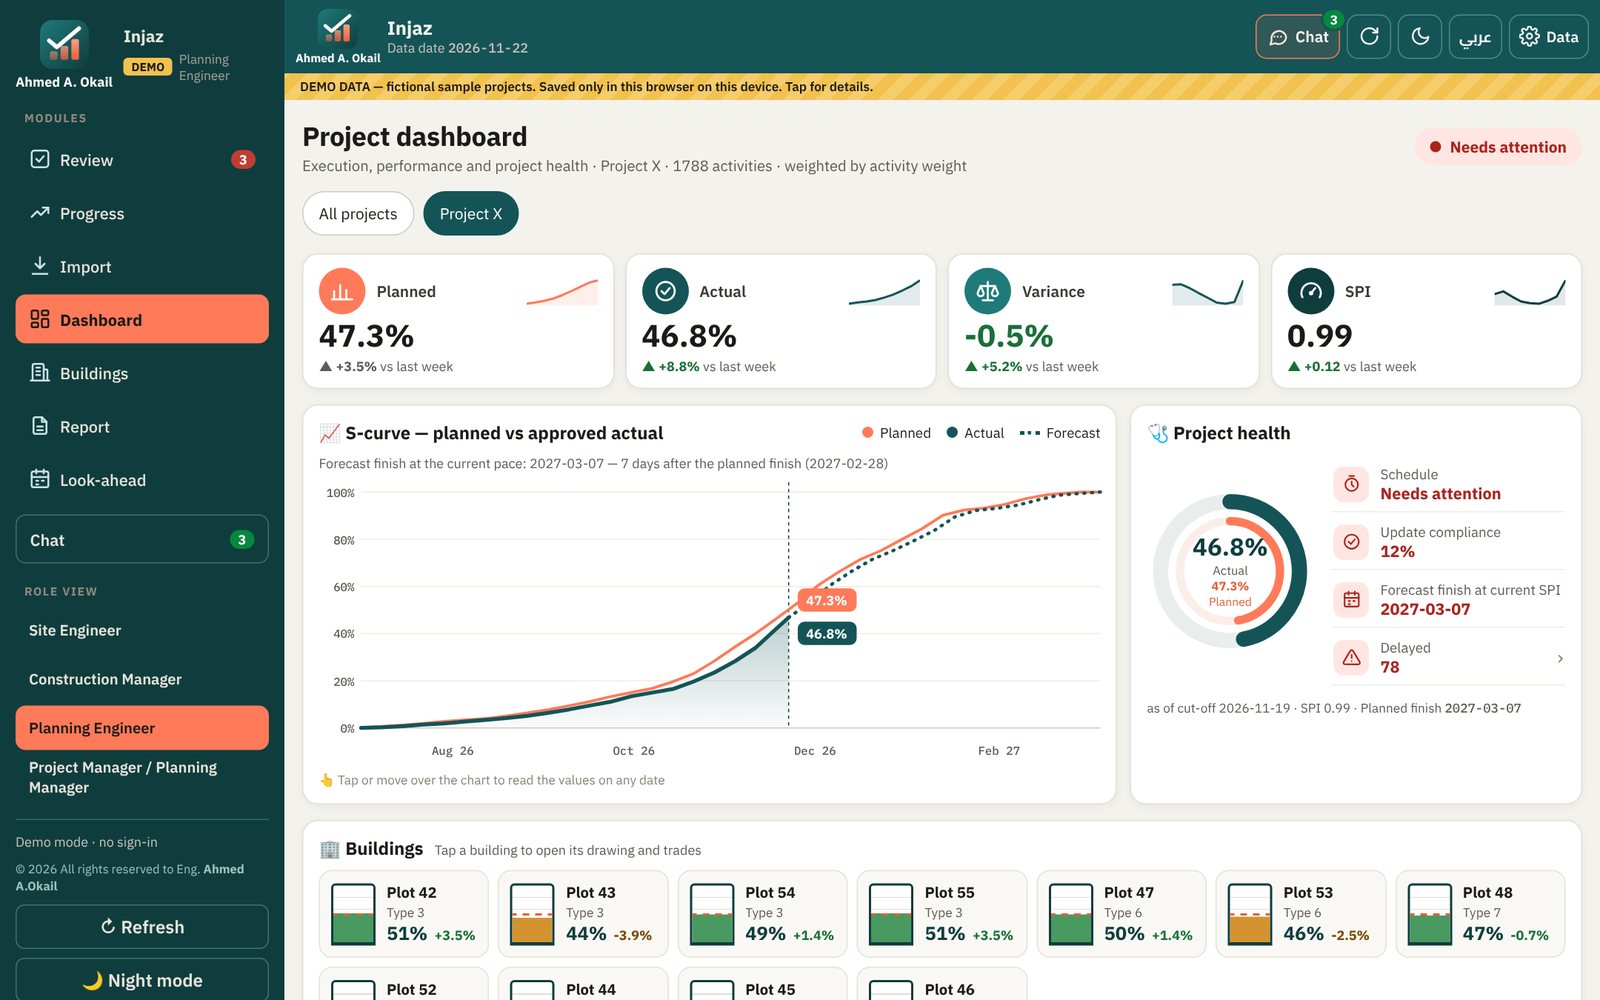 Injaz
DEMO Planning Engineer
Ahmed A. Okail
MODULES
Review 3
Progress
Import
Dashboard
Buildings
Report
Look-ahead
Chat 3
ROLE VIEW
Site Engineer
Construction Manager
Planning Engineer
Project Manager / Planning
Manager
Demo mode · no sign-in
© 2026 All rights reserved to Eng. Ahmed
A.Okail
↻ Refresh
Night mode
Ahmed A. Okail
Injaz
Data date 2026-11-22
Chat 3
عربي
Data
DEMO DATA — fictional sample projects. Saved only in this browser on this device. Tap for details.
Project dashboard
Needs attention
Execution, performance and project health · Project X · 1788 activities · weighted by activity weight
All projects
Project X
Planned
47.3%
▲ +3.5% vs last week
Actual
46.8%
▲ +8.8% vs last week
Variance
-0.5%
▲ +5.2% vs last week
SPI
0.99
▲ +0.12 vs last week
S-curve — planned vs approved actual
Planned
Actual
Forecast
Forecast finish at the current pace: 2027-03-07 — 7 days after the planned finish (2027-02-28)
100%
80%
60%
40%
20%
0%
47.3%
46.8%
Aug 26
Oct 26
Dec 26
Feb 27
Tap or move over the chart to read the values on any date
Project health
46.8%
Actual
47.3%
Planned
Schedule
Needs attention
Update compliance
12%
Forecast finish at current SPI
2027-03-07
Delayed
78 ›
as of cut-off 2026-11-19 · SPI 0.99 · Planned finish 2027-03-07
Buildings Tap a building to open its drawing and trades
Plot 42
Type 3
51% +3.5%
Plot 43
Type 3
44% -3.9%
Plot 54
Type 3
49% +1.4%
Plot 55
Type 3
51% +3.5%
Plot 47
Type 6
50% +1.4%
Plot 53
Type 6
46% -2.5%
Plot 48
Type 7
47% -0.7%
Plot 52
Plot 44
Plot 45
Plot 46